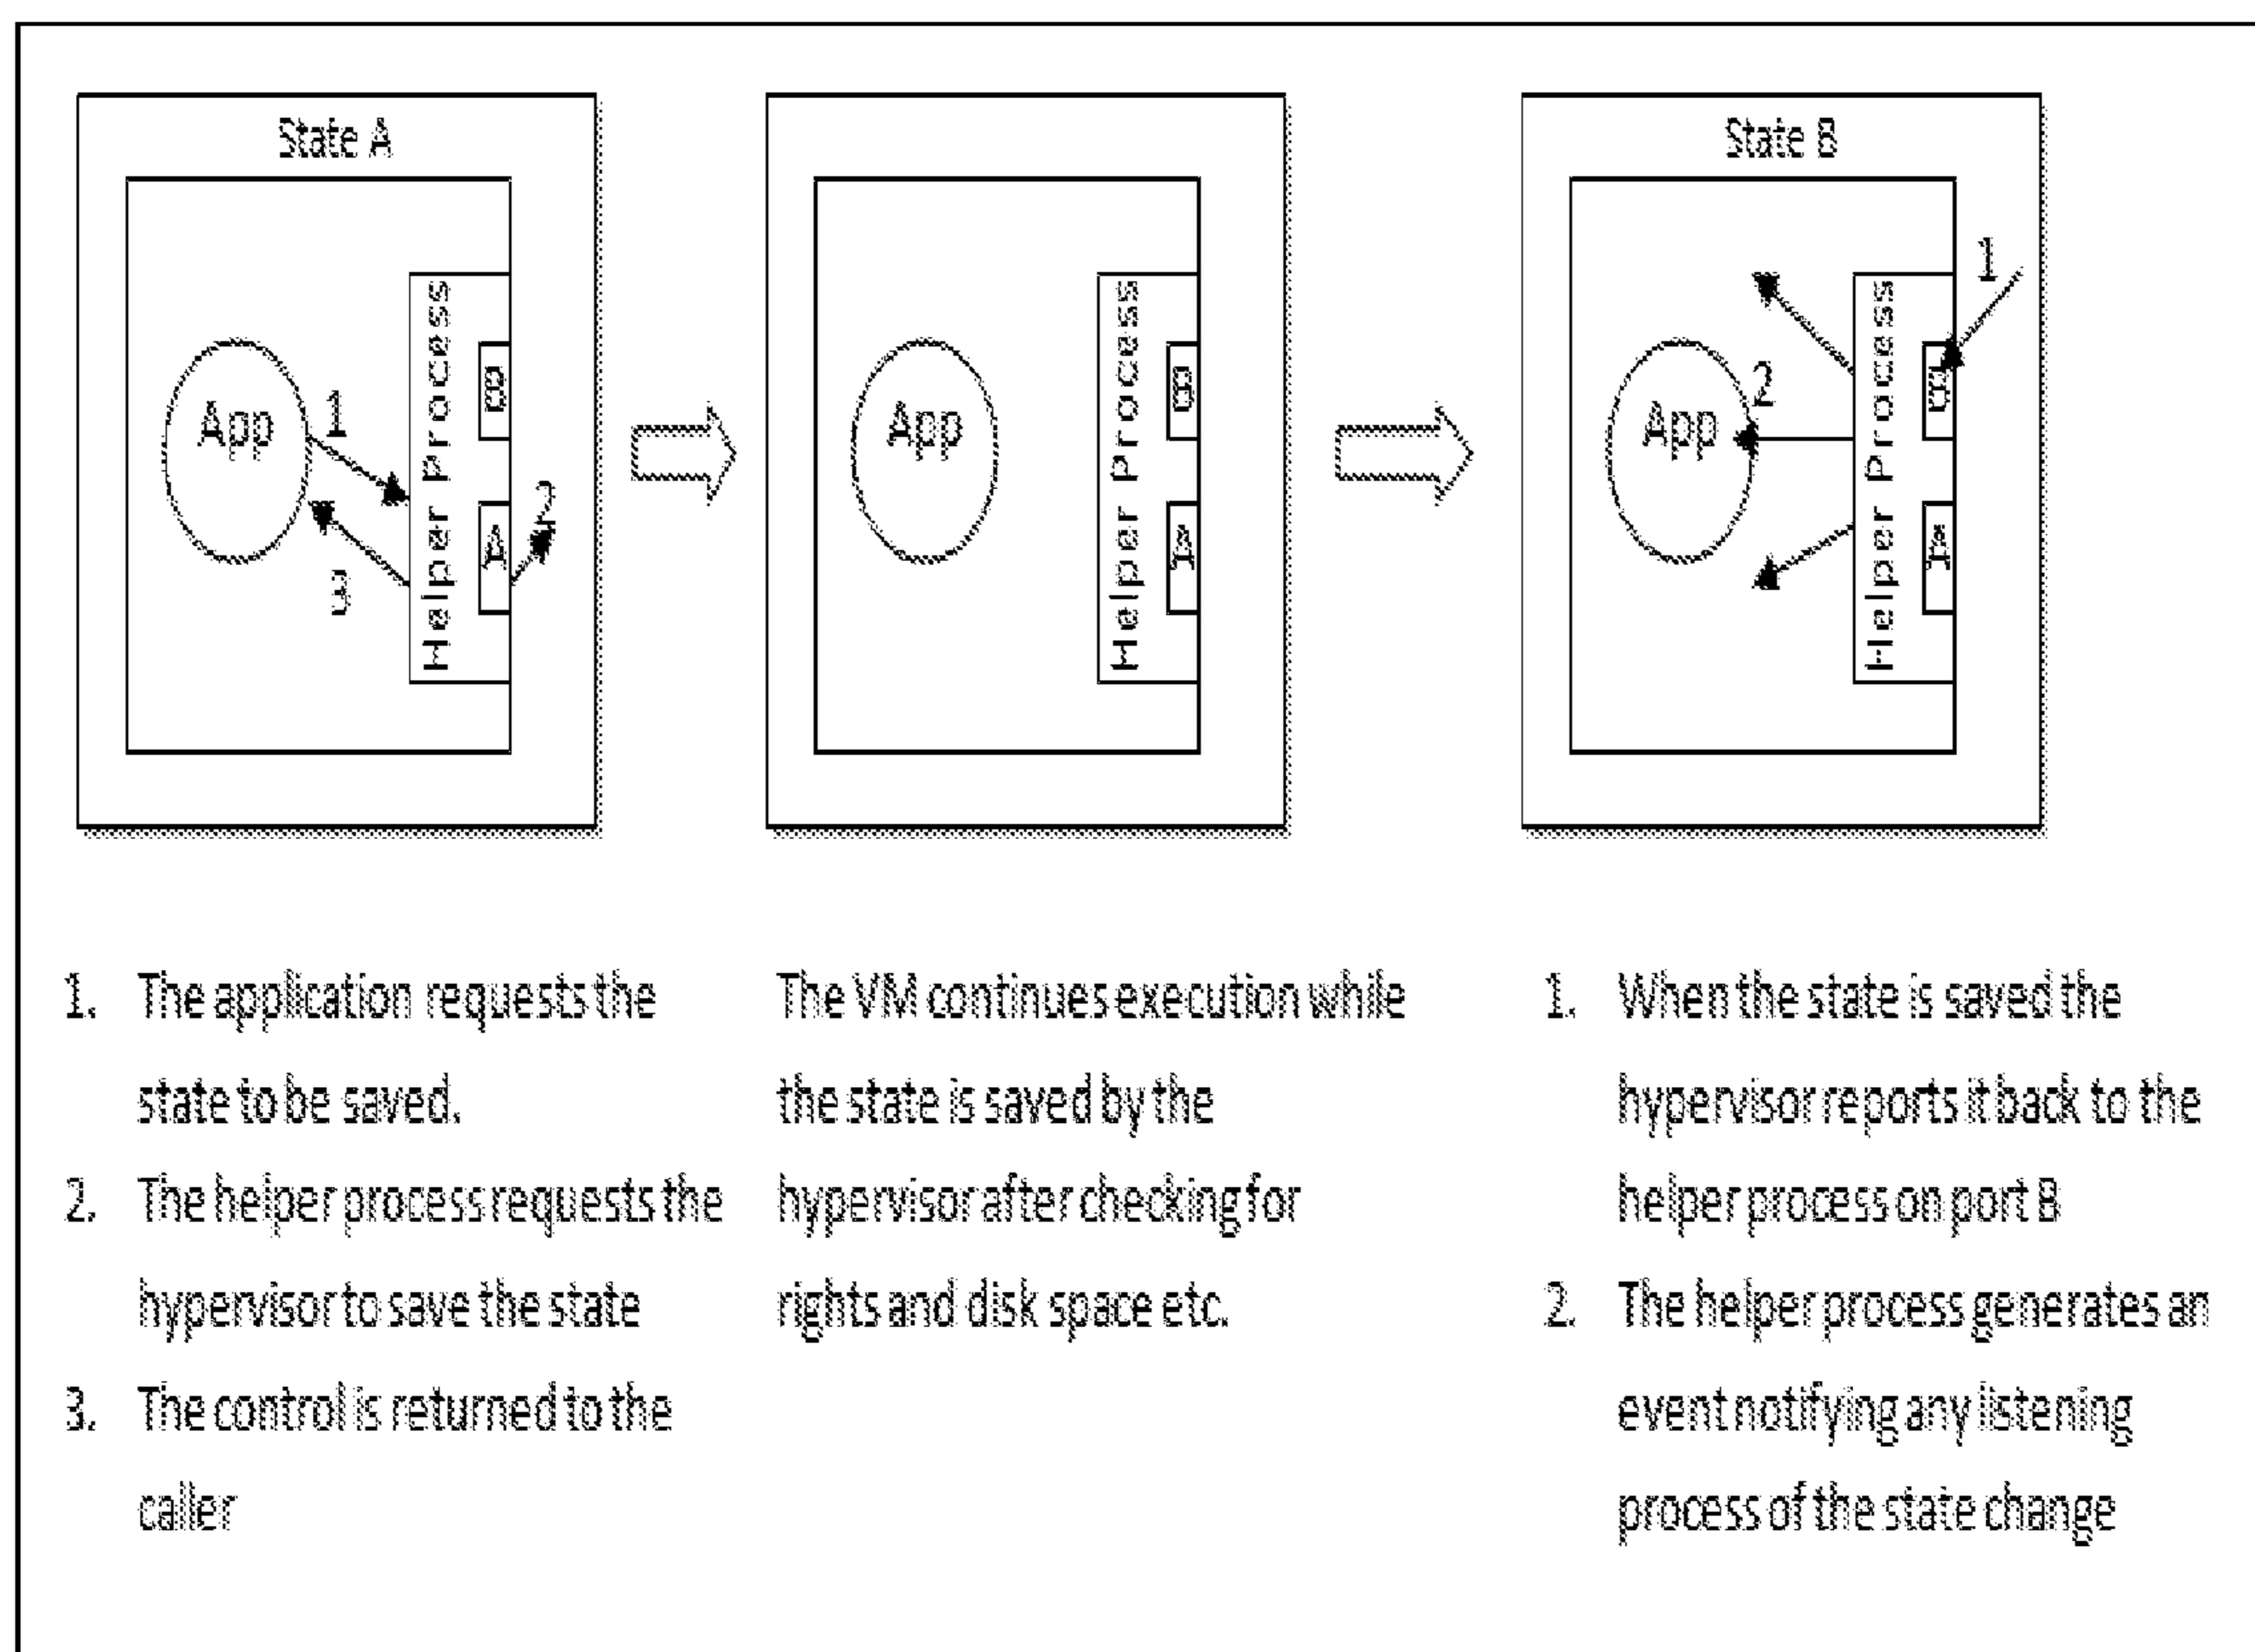 State A
App
1
2
3
Helper Process
B
A
App
Helper Process
B
A
State B
App
1
2
Helper Process
B
A
1. The application requests the
state to be saved.
2. The helper process requests the
hypervisor to save the state
3. The control is returned to the
caller
The VM continues execution while
the state is saved by the
hypervisor after checking for
rights and disk space etc.
1. When the state is saved the
hypervisor reports it back to the
helper process on port B
2. The helper process generates an
event notifying any listening
process of the state change